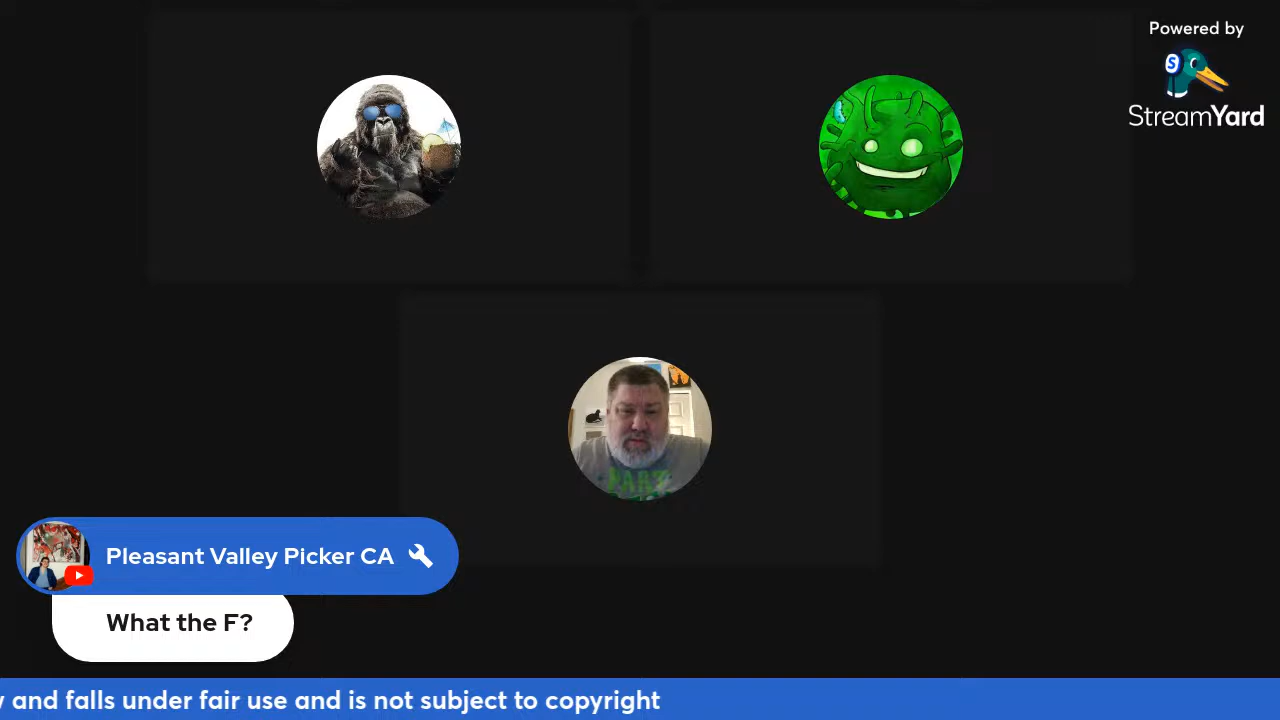 Powered by
StreamYard
PART
Pleasant Valley Picker CA
What the F?
and falls under fair use and is not subject to copyright